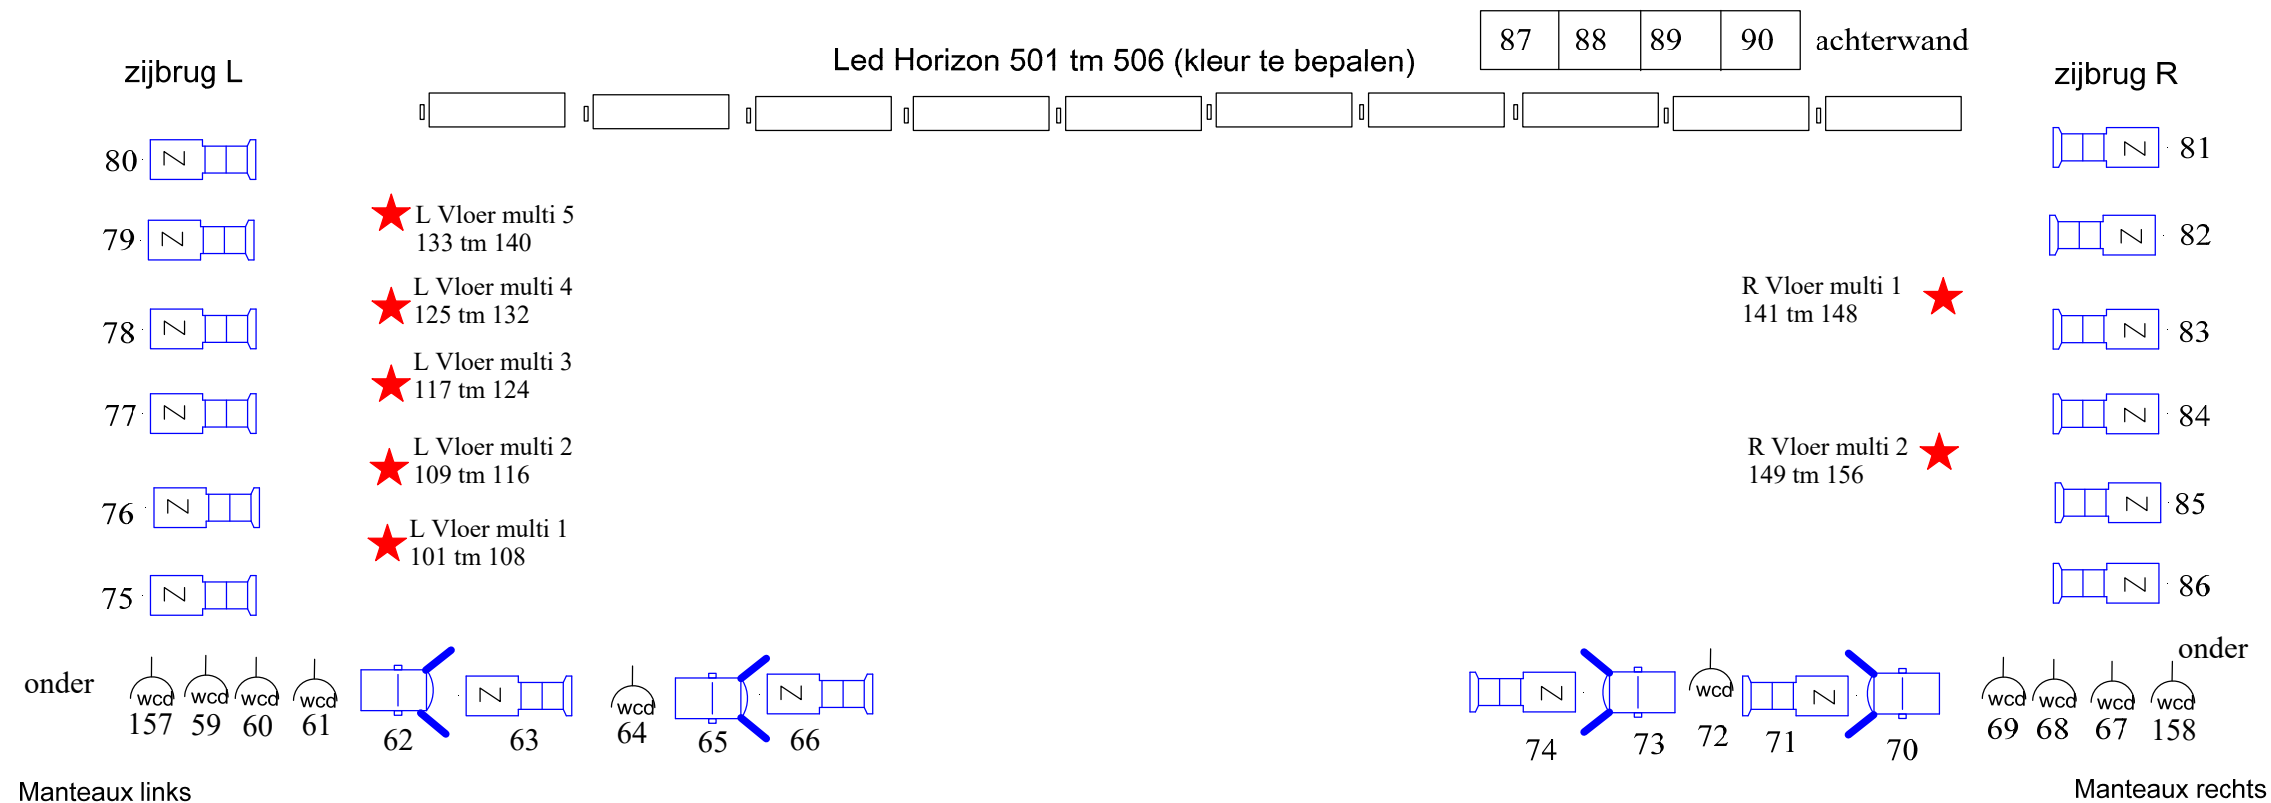 87 88 89 90 achterwand
Led Horizon 501 tm 506 (kleur te bepalen)
zijbrug L
zijbrug R
80
79
78
77
76
75
L Vloer multi 5
133 tm 140
L Vloer multi 4
125 tm 132
L Vloer multi 3
117 tm 124
L Vloer multi 2
109 tm 116
L Vloer multi 1
101 tm 108
R Vloer multi 1
141 tm 148
R Vloer multi 2
149 tm 156
81
82
83
84
85
86
Z Z Z Z Z Z
Z Z Z Z Z Z
onder
wcd wcd wcd wcd Z wcd Z
157 59 60 61 62 63 64 65 66
onder
Z wcd Z wcd wcd wcd wcd
74 73 72 71 70 69 68 67 158
Manteaux links
Manteaux rechts